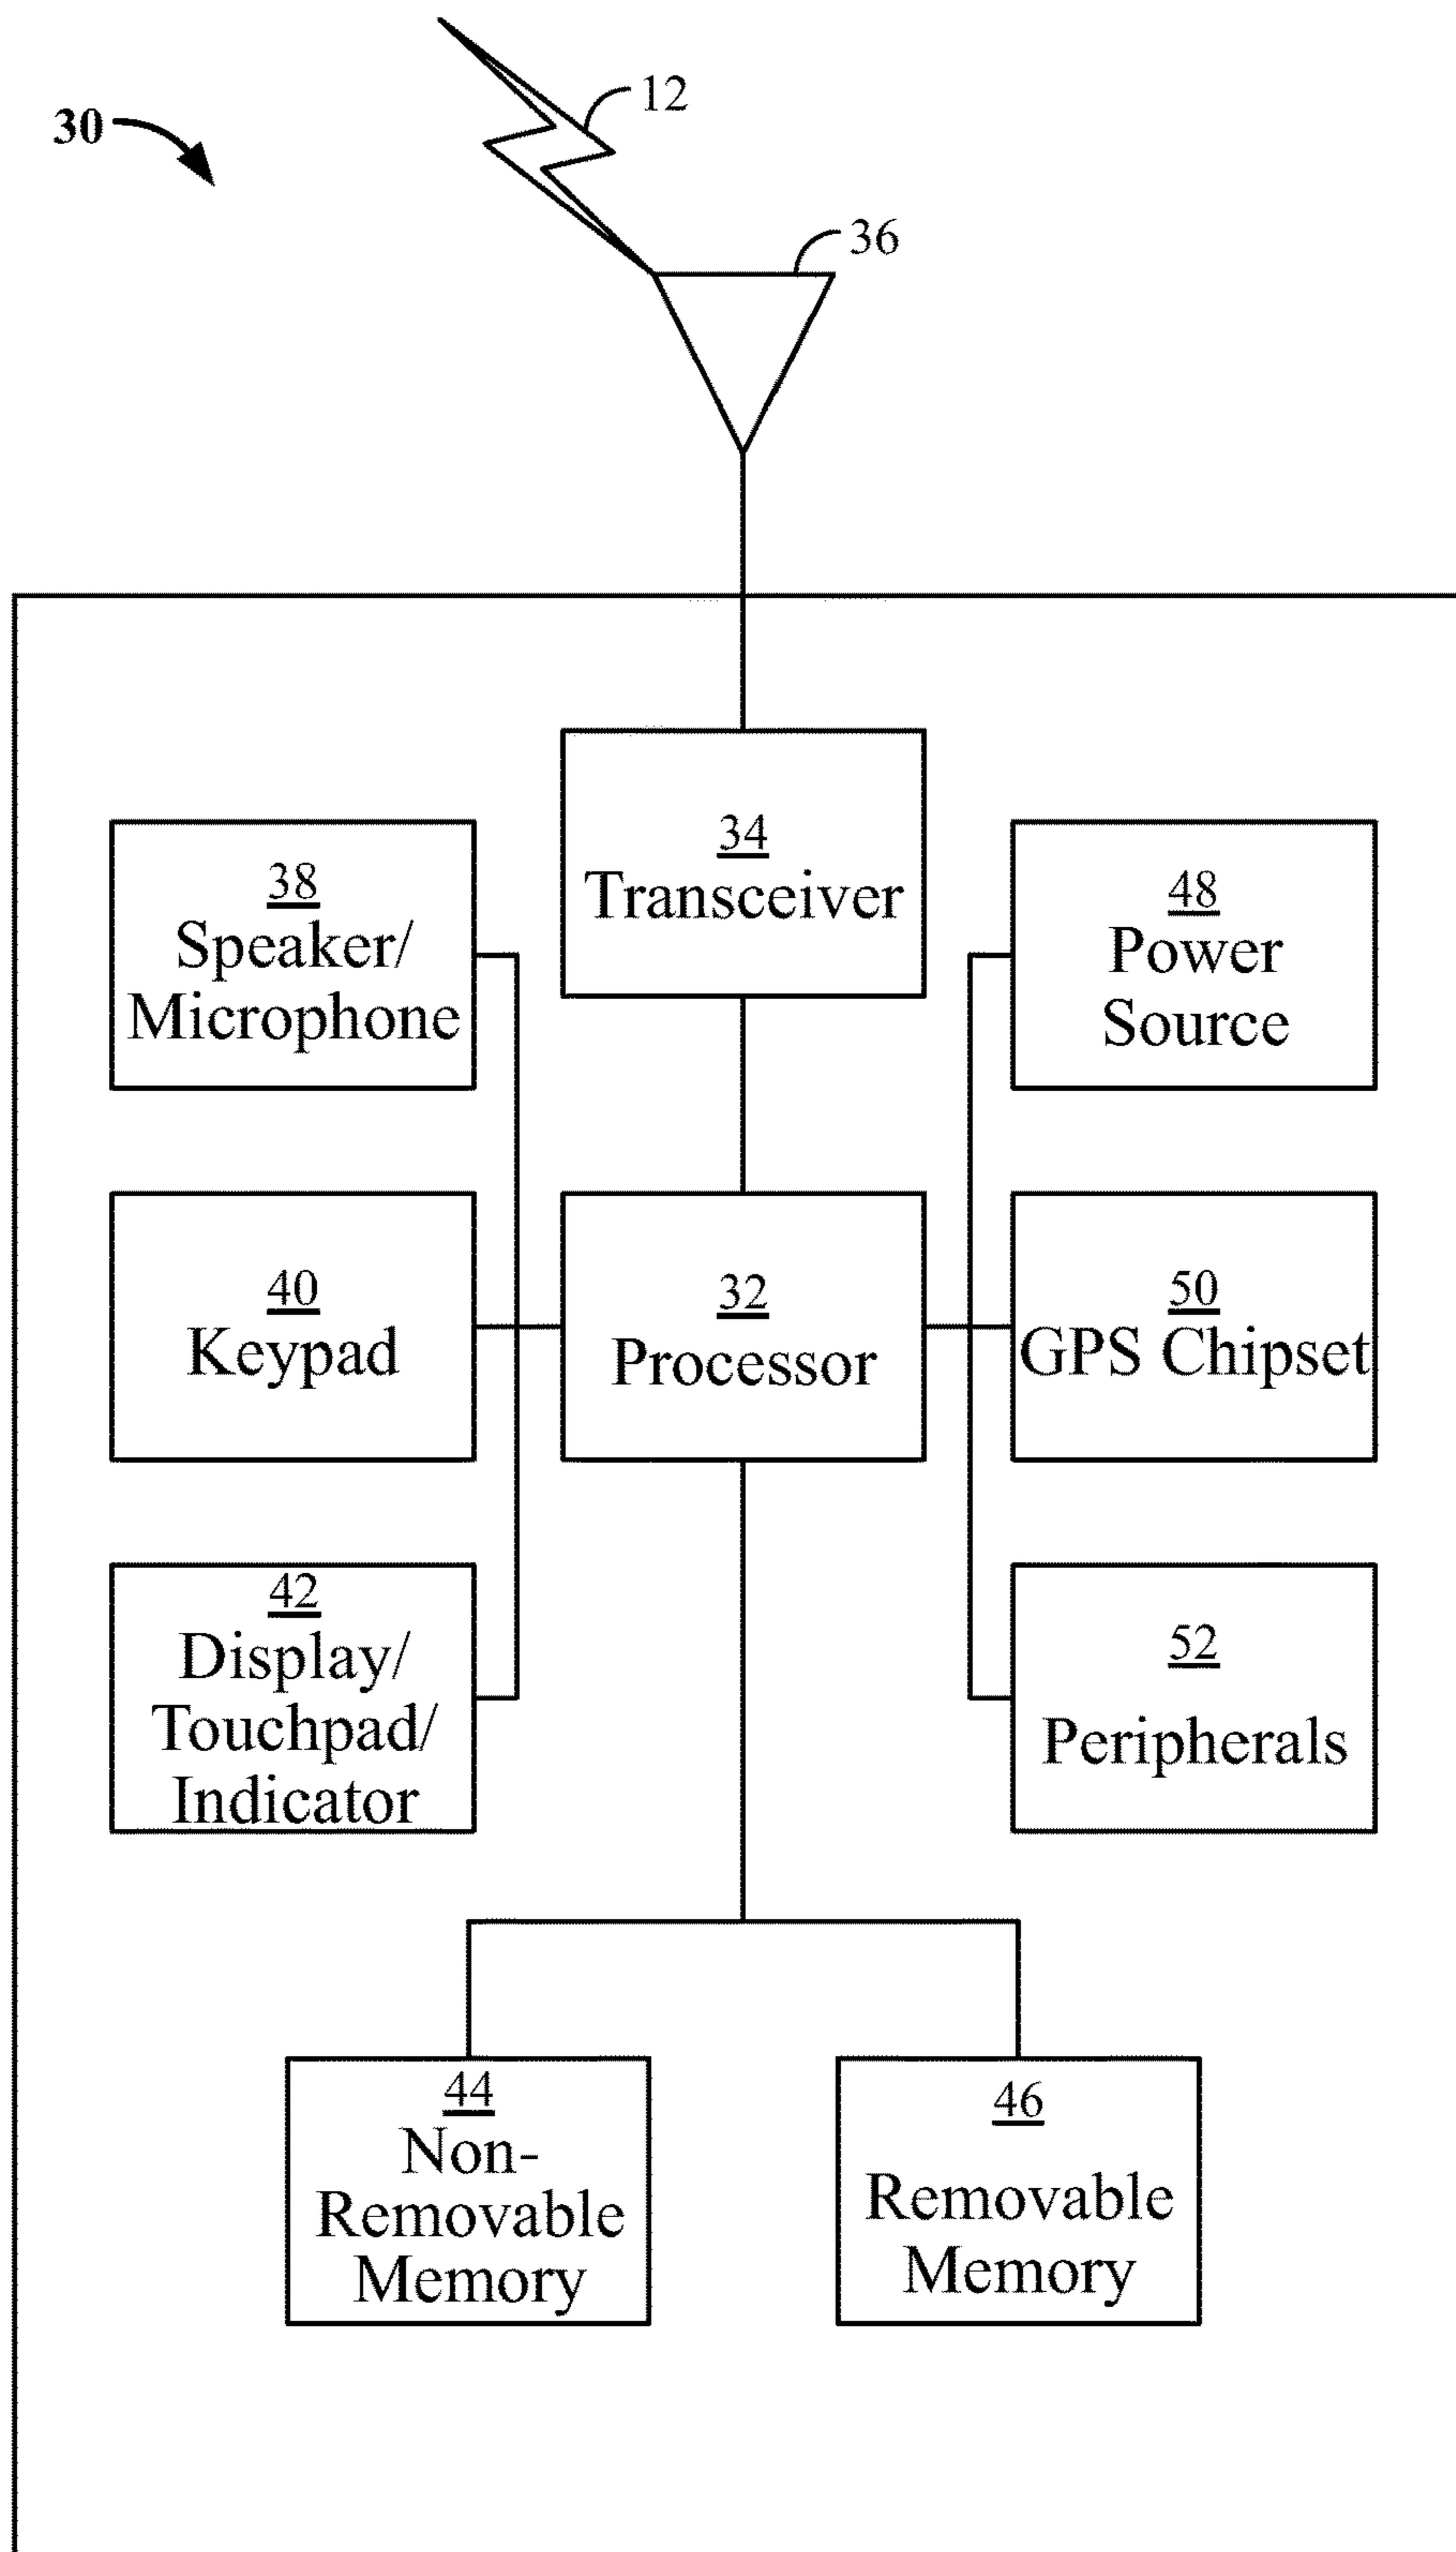 30
12
36
34
Transceiver
38
Speaker/
Microphone
48
Power
Source
40
Keypad
32
Processor
50
GPS Chipset
42
Display/
Touchpad/
Indicator
52
Peripherals
44
Non-
Removable
Memory
46
Removable
Memory